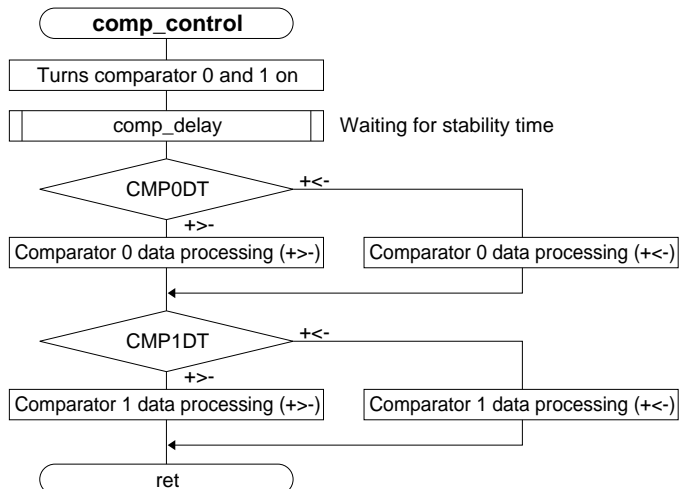 comp_control
Turns comparator 0 and 1 on
comp_delay
Waiting for stability time
CMP0DT
+<-
+>-
Comparator 0 data processing (+>-)
Comparator 0 data processing (+<-)
CMP1DT
+<-
+>-
Comparator 1 data processing (+>-)
Comparator 1 data processing (+<-)
ret